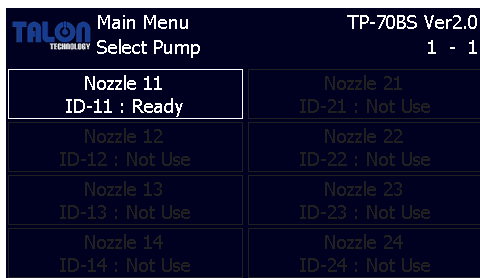 TALON TECHNOLOGY
Main Menu
TP-70BS Ver2.0
Select Pump
1 - 1
Nozzle 11
ID-11 : Ready
Nozzle 21
ID-21 : Not Use
Nozzle 12
ID-12 : Not Use
Nozzle 22
ID-22 : Not Use
Nozzle 13
ID-13 : Not Use
Nozzle 23
ID-23 : Not Use
Nozzle 14
ID-14 : Not Use
Nozzle 24
ID-24 : Not Use